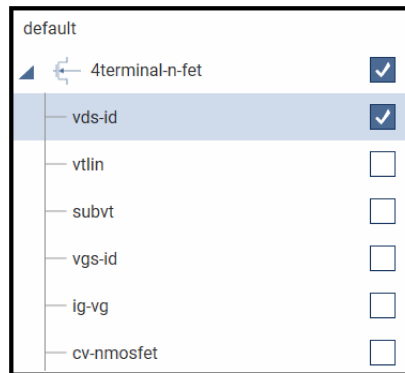 default
4terminal-n-fet
vds-id
vtlin
subvt
vgs-id
ig-vg
cv-nmosfet